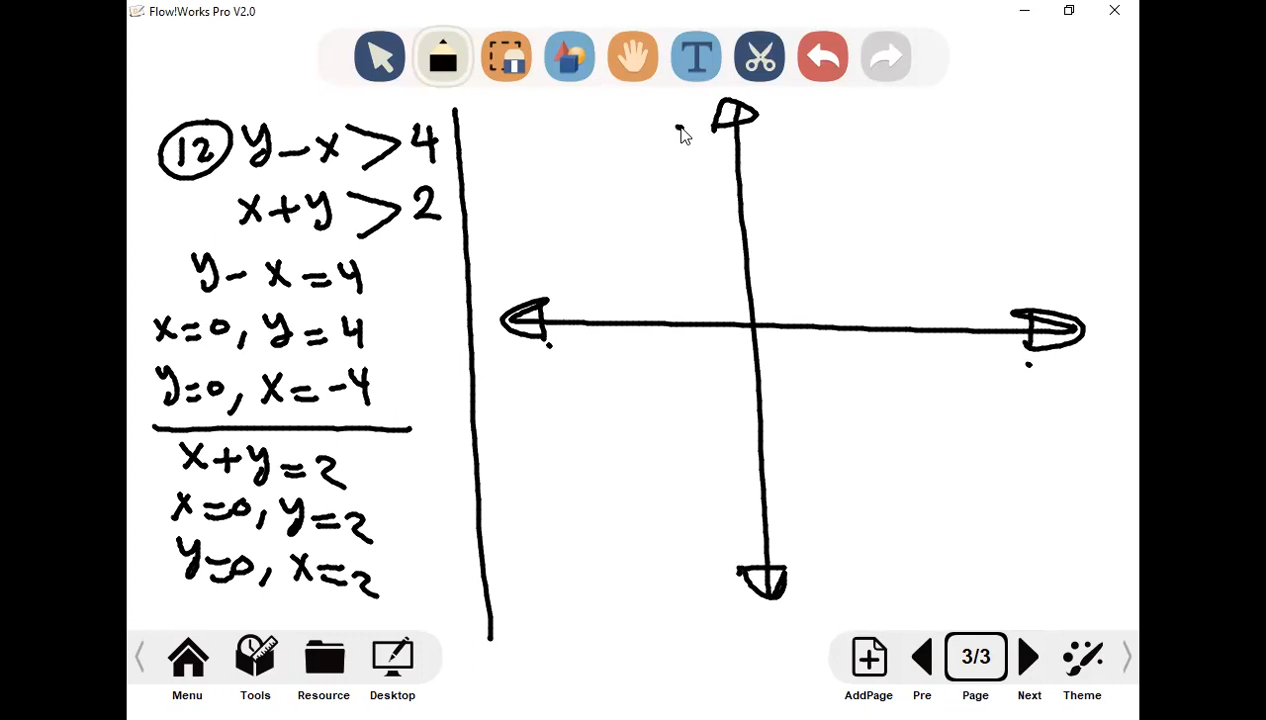 Flow!Works Pro V2.0
12 y-x>4
x+y>2
y-x=4
x=0, y=4
y=0, x=-4
x+y=2
x=0, y=2
y=0, x=2
T
3/3
Menu Tools Resource Desktop AddPage Pre Page Next Theme